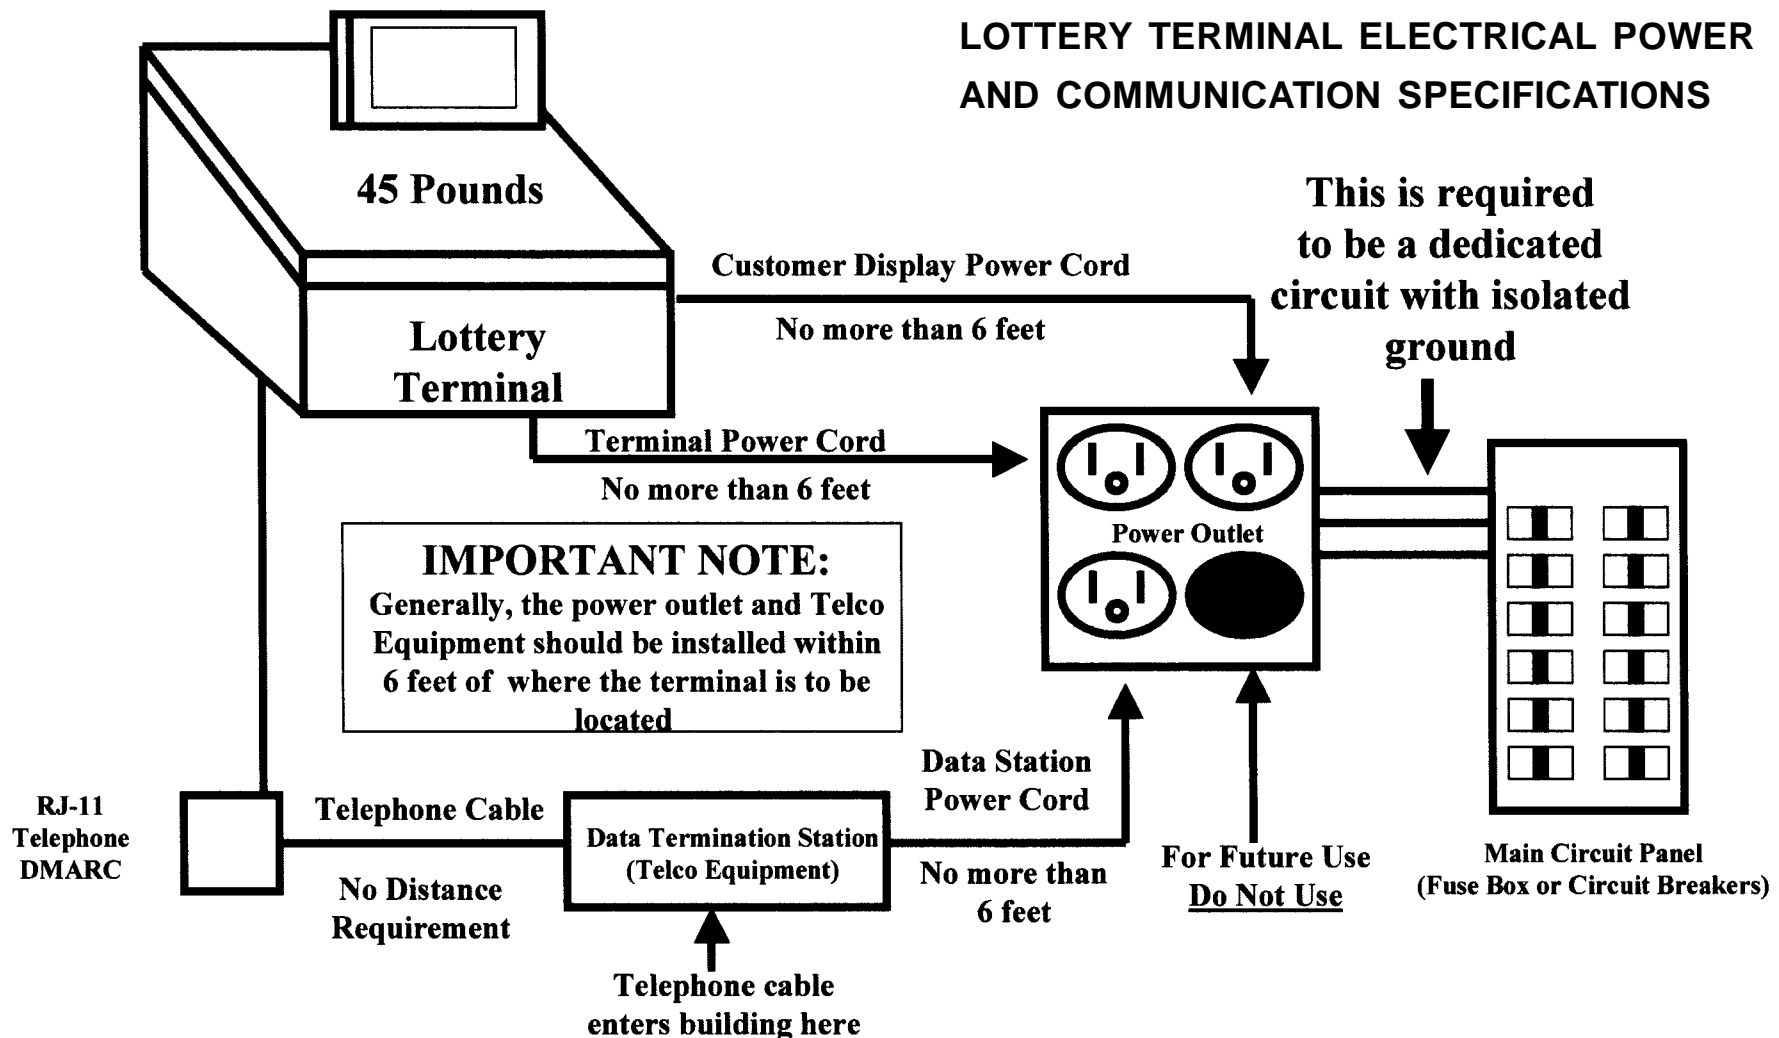 LOTTERY TERMINAL ELECTRICAL POWER
AND COMMUNICATION SPECIFICATIONS
45 Pounds
Lottery
Terminal
Customer Display Power Cord
No more than 6 feet
This is required
to be a dedicated
circuit with isolated
ground
Terminal Power Cord
No more than 6 feet
Power Outlet
IMPORTANT NOTE:
Generally, the power outlet and Telco
Equipment should be installed within
6 feet of where the terminal is to be
located
RJ-11
Telephone
DMARC
Telephone Cable
No Distance
Requirement
Data Termination Station
(Telco Equipment)
Telephone cable
enters building here
Data Station
Power Cord
No more than
6 feet
For Future Use
Do Not Use
Main Circuit Panel
(Fuse Box or Circuit Breakers)